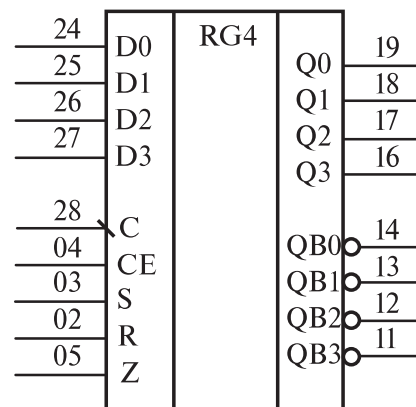 24 D0 RG4 Q0 19
25 D1 Q1 18
26 D2 Q2 17
27 D3 Q3 16
28 C QB0 14
04 CE QB1 13
03 S QB2 12
02 R QB3 11
05 Z